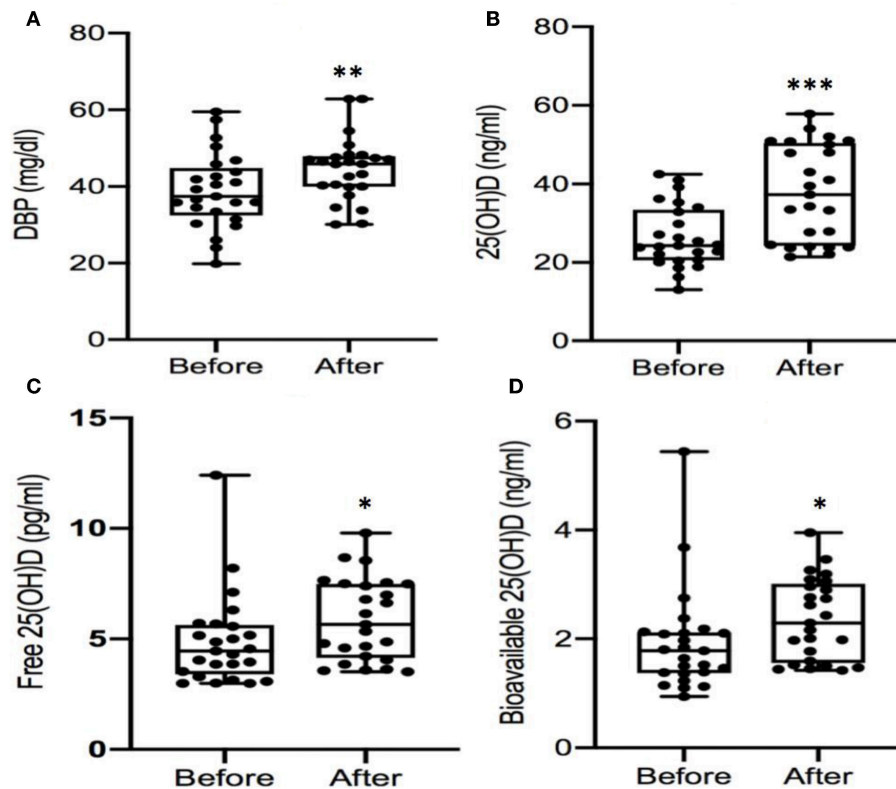 A
DBP (mg/dl)
80
60
40
20
0
**
Before After
B
25(OH)D (ng/ml)
80
60
40
20
0
***
Before After
C
Free 25(OH)D (pg/ml)
15
10
5
0
*
Before After
D
Bioavailable 25(OH)D (ng/ml)
6
4
2
0
*
Before After